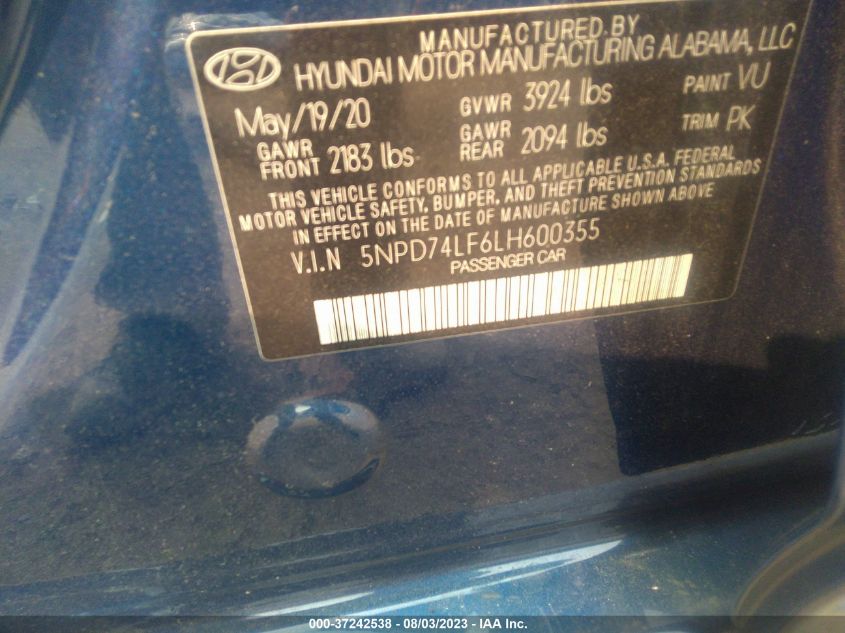 MANUFACTURED BY
HYUNDAI MOTOR MANUFACTURING ALABAMA, LLC
May/19/20 GVWR 3924 lbs PAINT VU
GAWR FRONT 2183 lbs GAWR REAR 2094 lbs TRIM PK
THIS VEHICLE CONFORMS TO ALL APPLICABLE U.S.A. FEDERAL
MOTOR VEHICLE SAFETY, BUMPER, AND THEFT PREVENTION STANDARDS
IN EFFECT ON THE DATE OF MANUFACTURE SHOWN ABOVE
V.I.N 5NPD74LF6LH600355
PASSENGER CAR
000-37242538 - 08/03/2023 - IAA Inc.